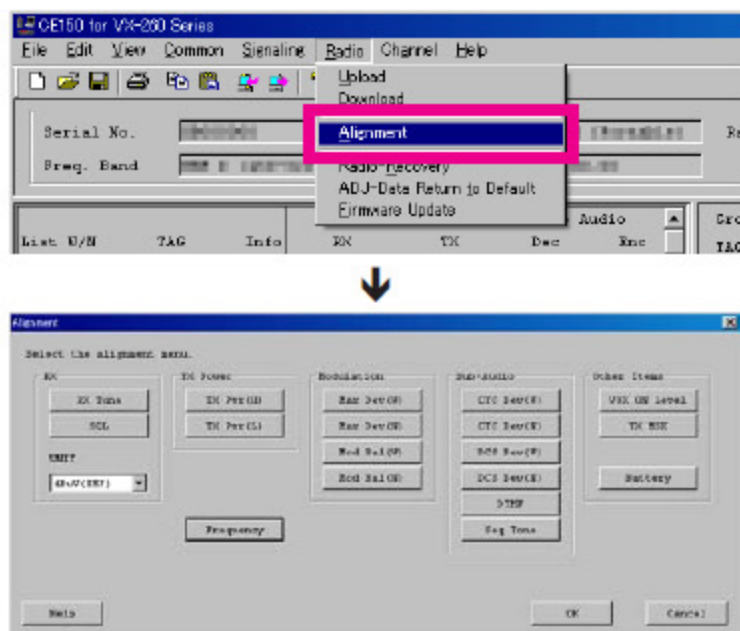 CE150 for VX-260 Series
File Edit View Common Signaling Radio Channel Help
Upload
Download
Alignment
Radio-Recovery
ADJ-Data Return to Default
Firmware Update
Serial No.
Freq. Band
List U/N TAG Info RX TX Dec Enc
Audio
Alignment
Select the alignment menu.
RX
RX Tune
SQL
UNIT
dBuV(EMF)
TX Power
TX Pwr(H)
TX Pwr(L)
Frequency
Modulation
Max Dev(W)
Max Dev(N)
Mod Bal(W)
Mod Bal(N)
Sub-Audio
CTC Dev(W)
CTC Dev(N)
DCS Dev(W)
DCS Dev(N)
DTMF
Seq Tone
Other Items
VOX ON Level
TX MSK
Battery
Help OK Cancel